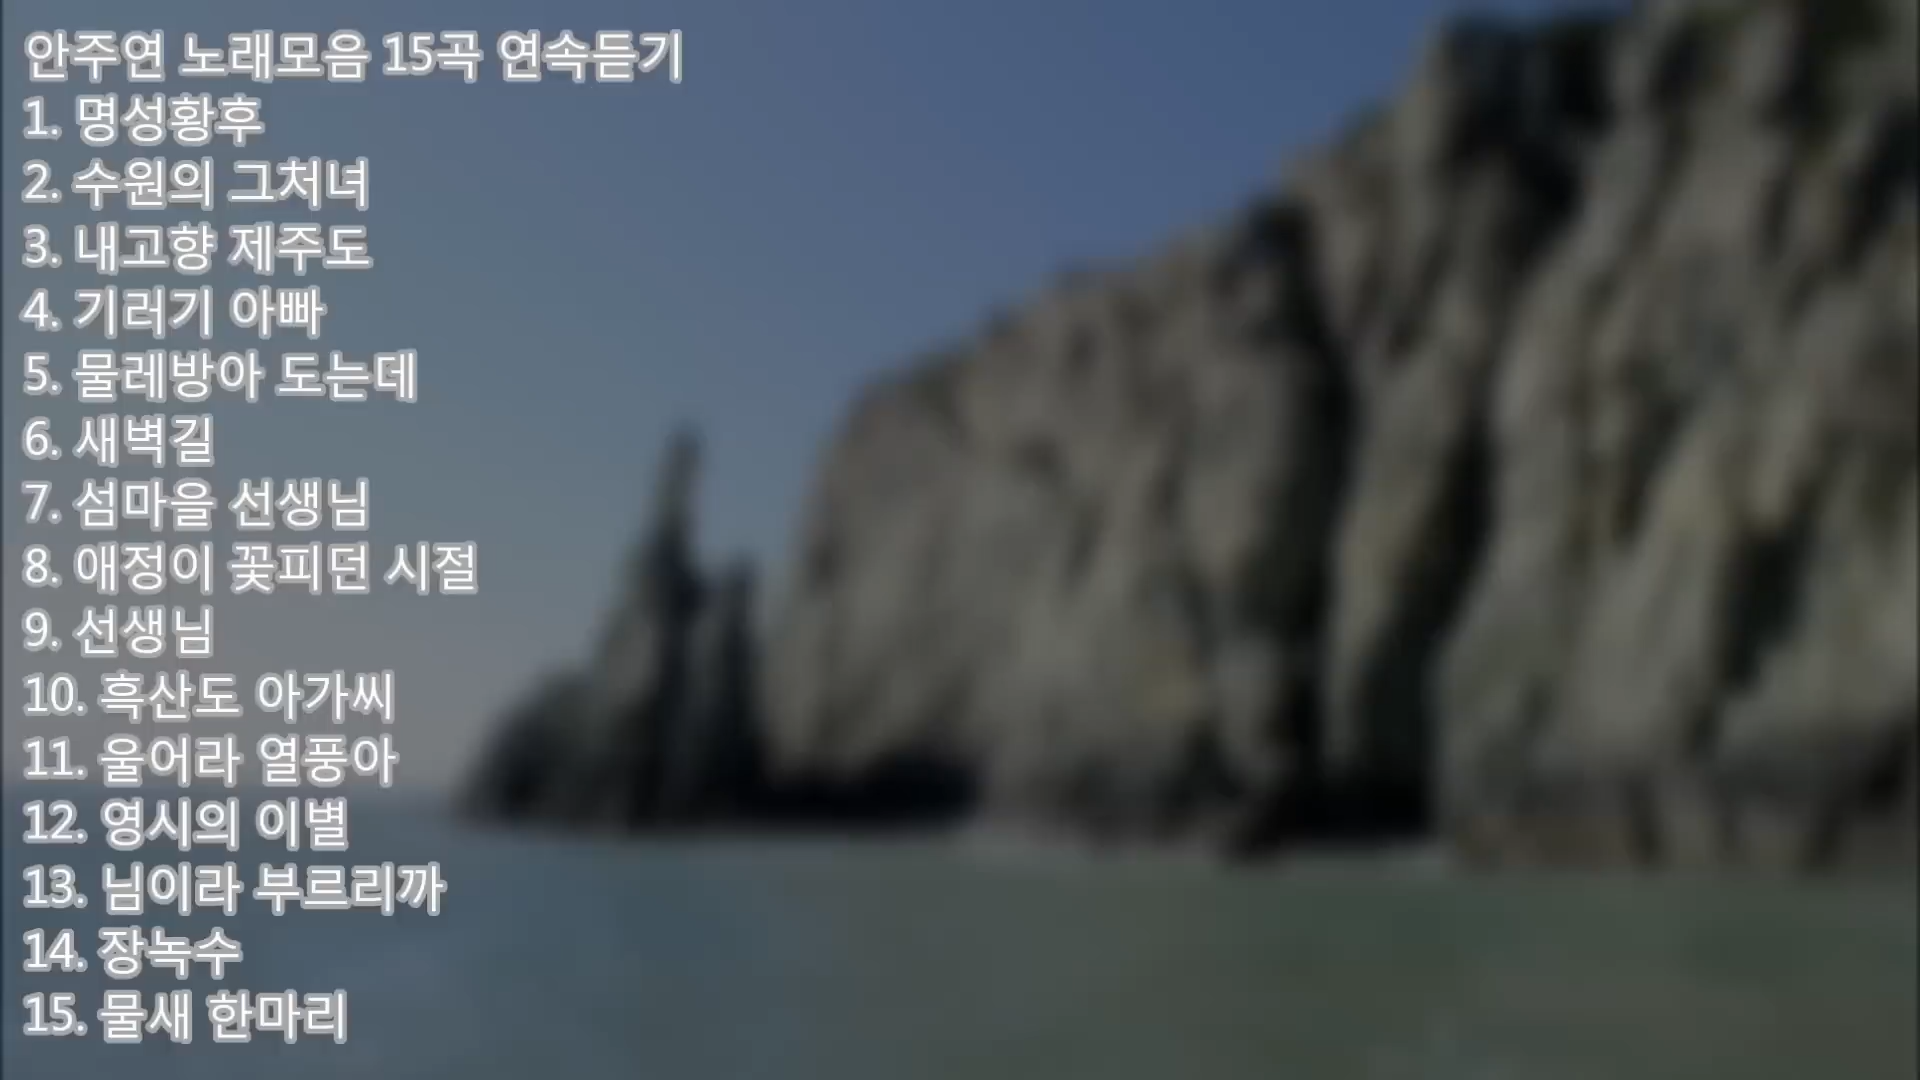 안주연 노래모음 15곡 연속듣기
1. 명성황후
2. 수원의 그처녀
3. 내고향 제주도
4. 기러기 아빠
5. 물레방아 도는데
6. 새벽길
7. 섬마을 선생님
8. 애정이 꽃피던 시절
9. 선생님
10. 흑산도 아가씨
11. 울어라 열풍아
12. 영시의 이별
13. 님이라 부르리까
14. 장녹수
15. 물새 한마리